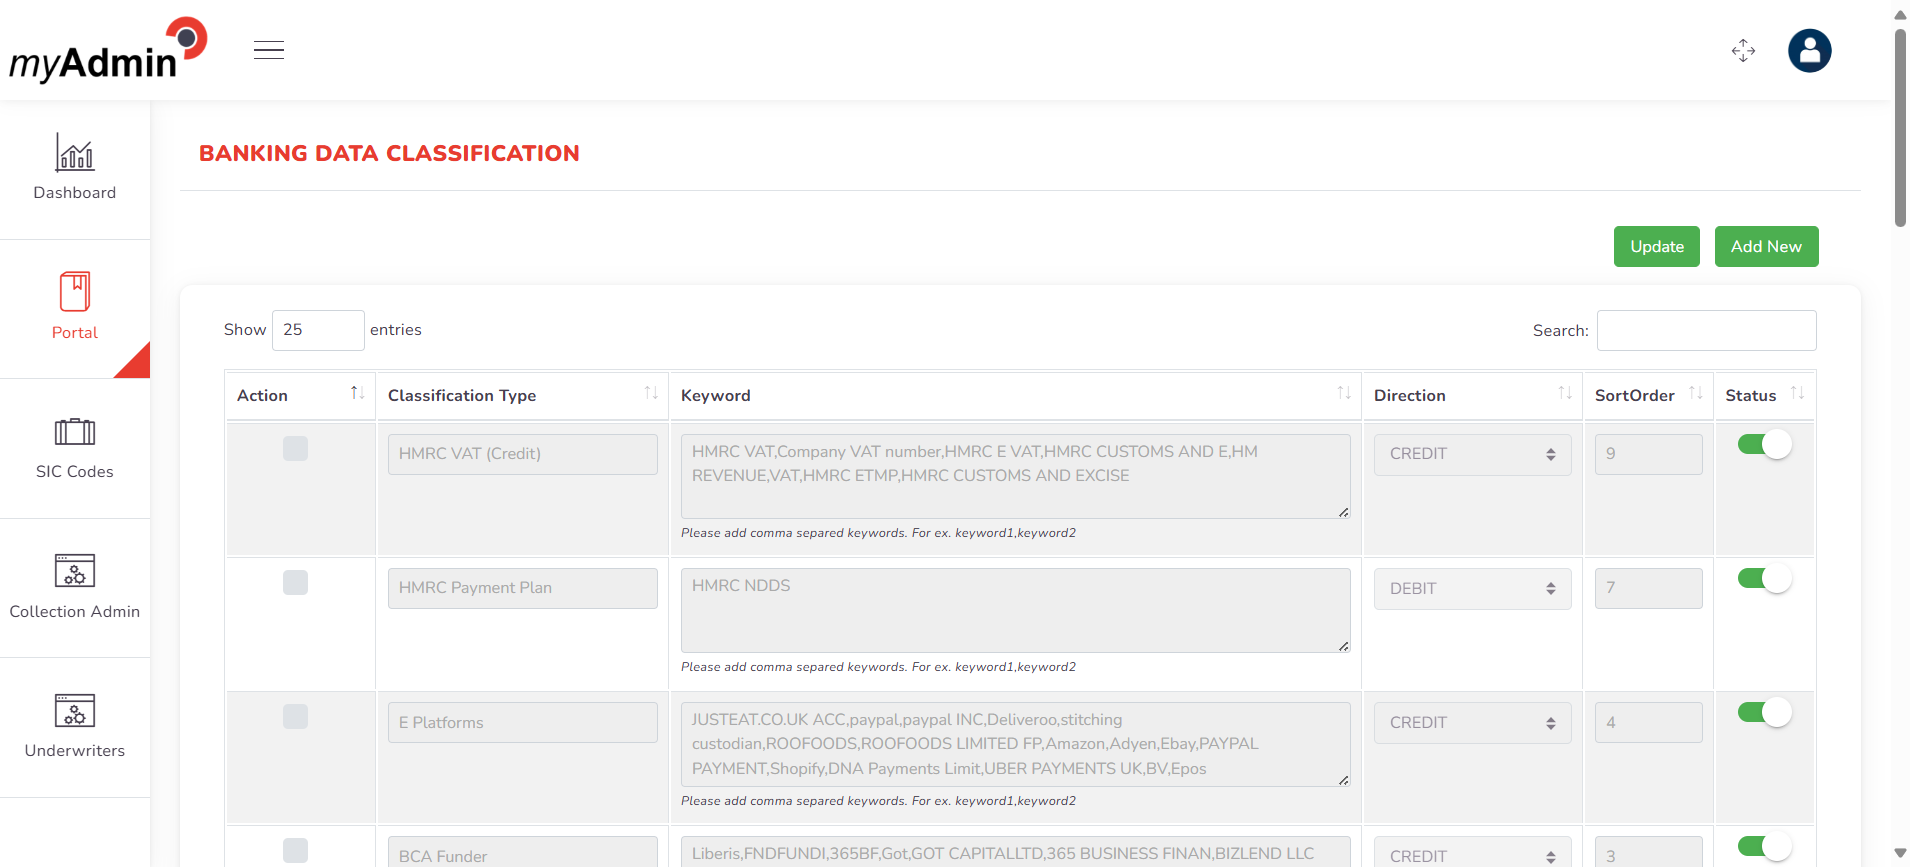 myAdmin
Dashboard
Portal
SIC Codes
Collection Admin
Underwriters
BANKING DATA CLASSIFICATION
Update
Add New
Show 25 entries
Search:
Action Classification Type Keyword Direction SortOrder Status
HMRC VAT (Credit)
HMRC VAT,Company VAT number,HMRC E VAT,HMRC CUSTOMS AND E,HM
REVENUE,VAT,HMRC ETMP,HMRC CUSTOMS AND EXCISE
Please add comma separed keywords. For ex. keyword1,keyword2
CREDIT
9
HMRC Payment Plan
HMRC NDDS
Please add comma separed keywords. For ex. keyword1,keyword2
DEBIT
7
E Platforms
JUSTEAT.CO.UK ACC,paypal,paypal INC,Deliveroo,stitching
custodian,ROOFOODS,ROOFOODS LIMITED FP,Amazon,Adyen,Ebay,PAYPAL
PAYMENT,Shopify,DNA Payments Limit,UBER PAYMENTS UK,BV,Epos
Please add comma separed keywords. For ex. keyword1,keyword2
CREDIT
4
BCA Funder
Liberis,FNDFUNDI,365BF,Got,GOT CAPITALLTD,365 BUSINESS FINAN,BIZLEND LLC
CREDIT
3